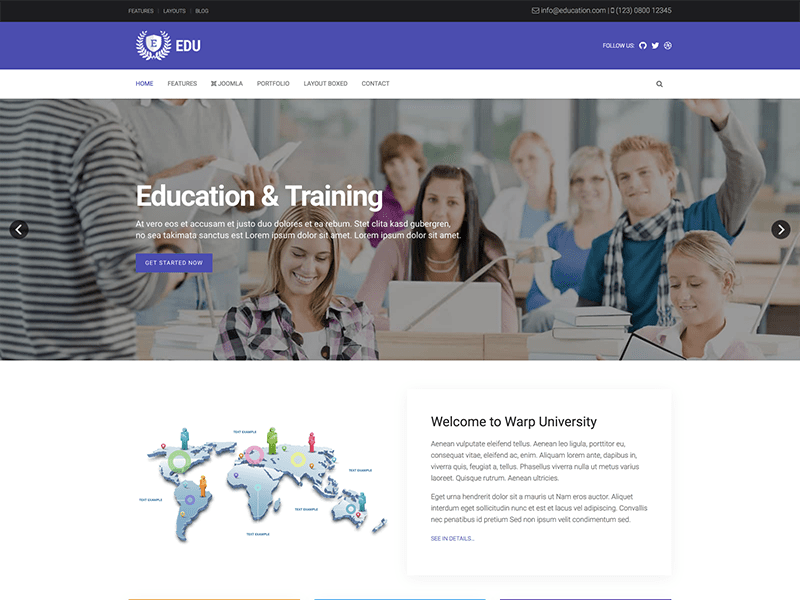 FEATURES | LAYOUTS | BLOG
info@education.com | (123) 0800 12345
E EDU
FOLLOW US:
HOME FEATURES JOOMLA PORTFOLIO LAYOUT BOXED CONTACT
Education & Training
At vero eos et accusam et justo duo dolores et ea rebum. Stet clita kasd gubergren,
no sea takimata sanctus est Lorem ipsum dolor sit amet. Lorem ipsum dolor sit amet.
GET STARTED NOW
TEXT EXAMPLE
TEXT EXAMPLE
TEXT EXAMPLE
TEXT EXAMPLE
TEXT EXAMPLE
Welcome to Warp University
Aenean vulputate eleifend tellus. Aenean leo ligula, porttitor eu,
consequat vitae, eleifend ac, enim. Aliquam lorem ante, dapibus in,
viverra quis, feugiat a, tellus. Phasellus viverra nulla ut metus varius
laoreet. Quisque rutrum. Aenean ultricies.
Eget urna hendrerit dolor sit a mauris ut Nam eros auctor. Aliquet
interdum eget sollicitudin nunc et est et lacus vel adipiscing. Convallis
nec penatibus id pretium Sed non ipsum velit condimentum sed.
SEE IN DETAILS...